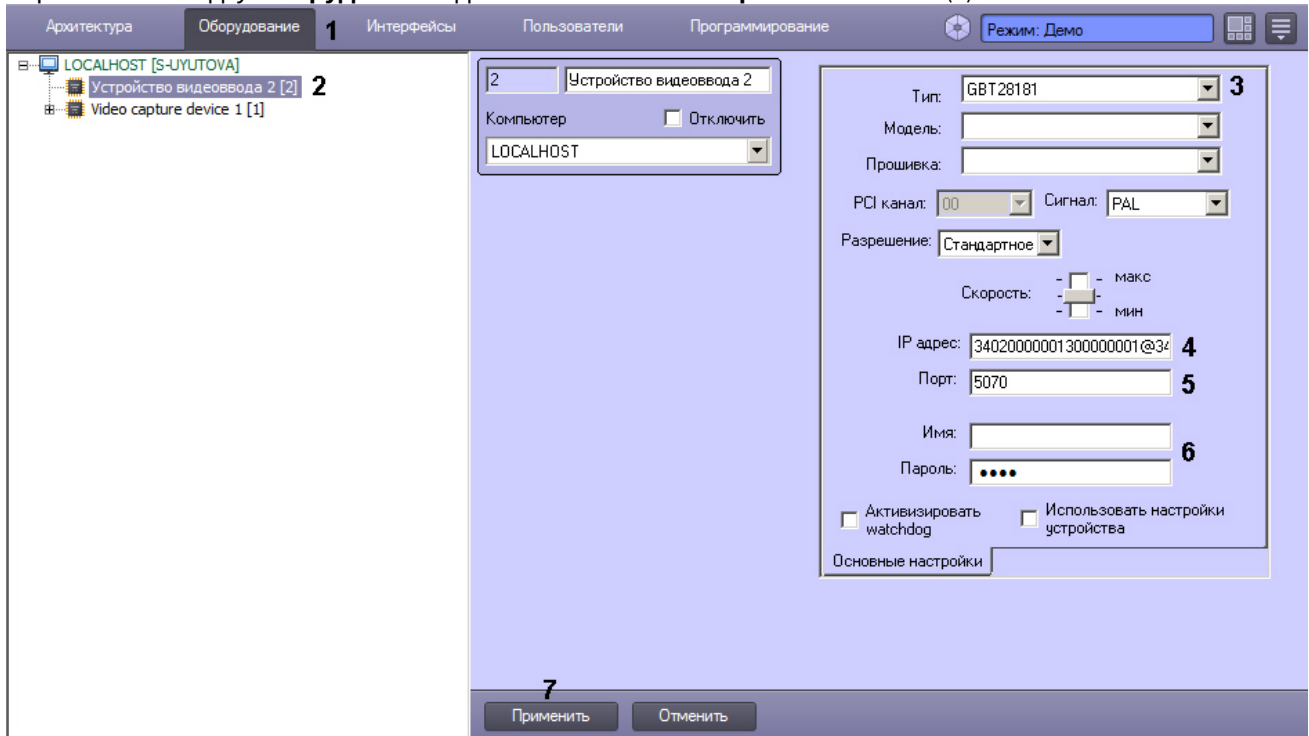 Архитектура Оборудование 1 Интерфейсы Пользователи Программирование Режим: Демо
LOCALHOST [S-UYUTOVA]
Устройство видеоввода 2 [2] 2
Video capture device 1 [1]
2 Устройство видеоввода 2
Компьютер Отключить
LOCALHOST
Тип: GBT28181 3
Модель:
Прошивка:
PCI канал: 00 Сигнал: PAL
Разрешение: Стандартное
Скорость: - - макс
- -
- - мин
IP адрес: 34020000001300000001@34 4
Порт: 5070 5
Имя:
6
Пароль: ••••
Активизировать watchdog
Использовать настройки устройства
Основные настройки
7
Применить Отменить